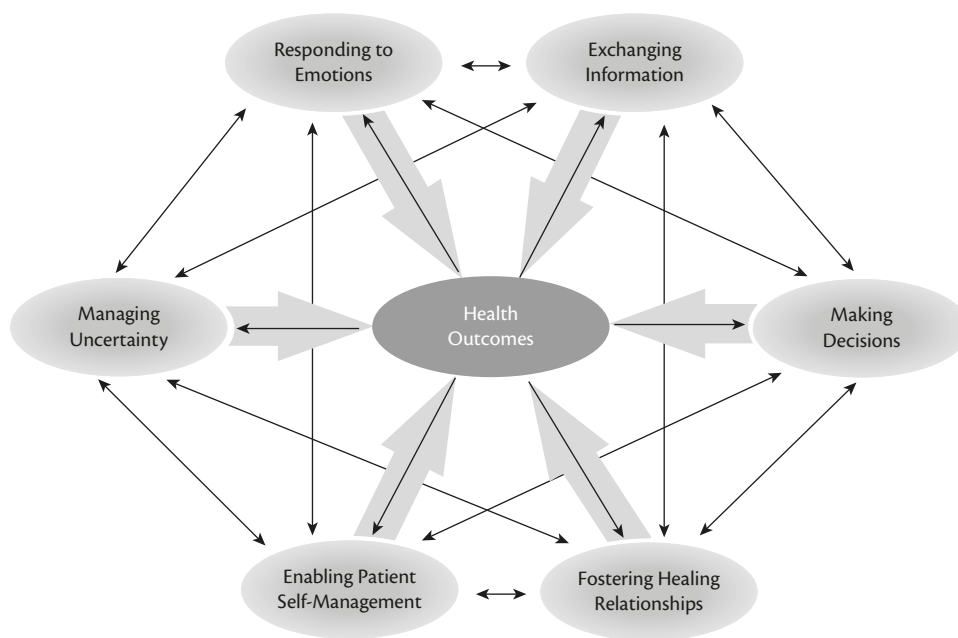 Responding to
Emotions
Exchanging
Information
Managing
Uncertainty
Health
Outcomes
Making
Decisions
Enabling Patient
Self-Management
Fostering Healing
Relationships